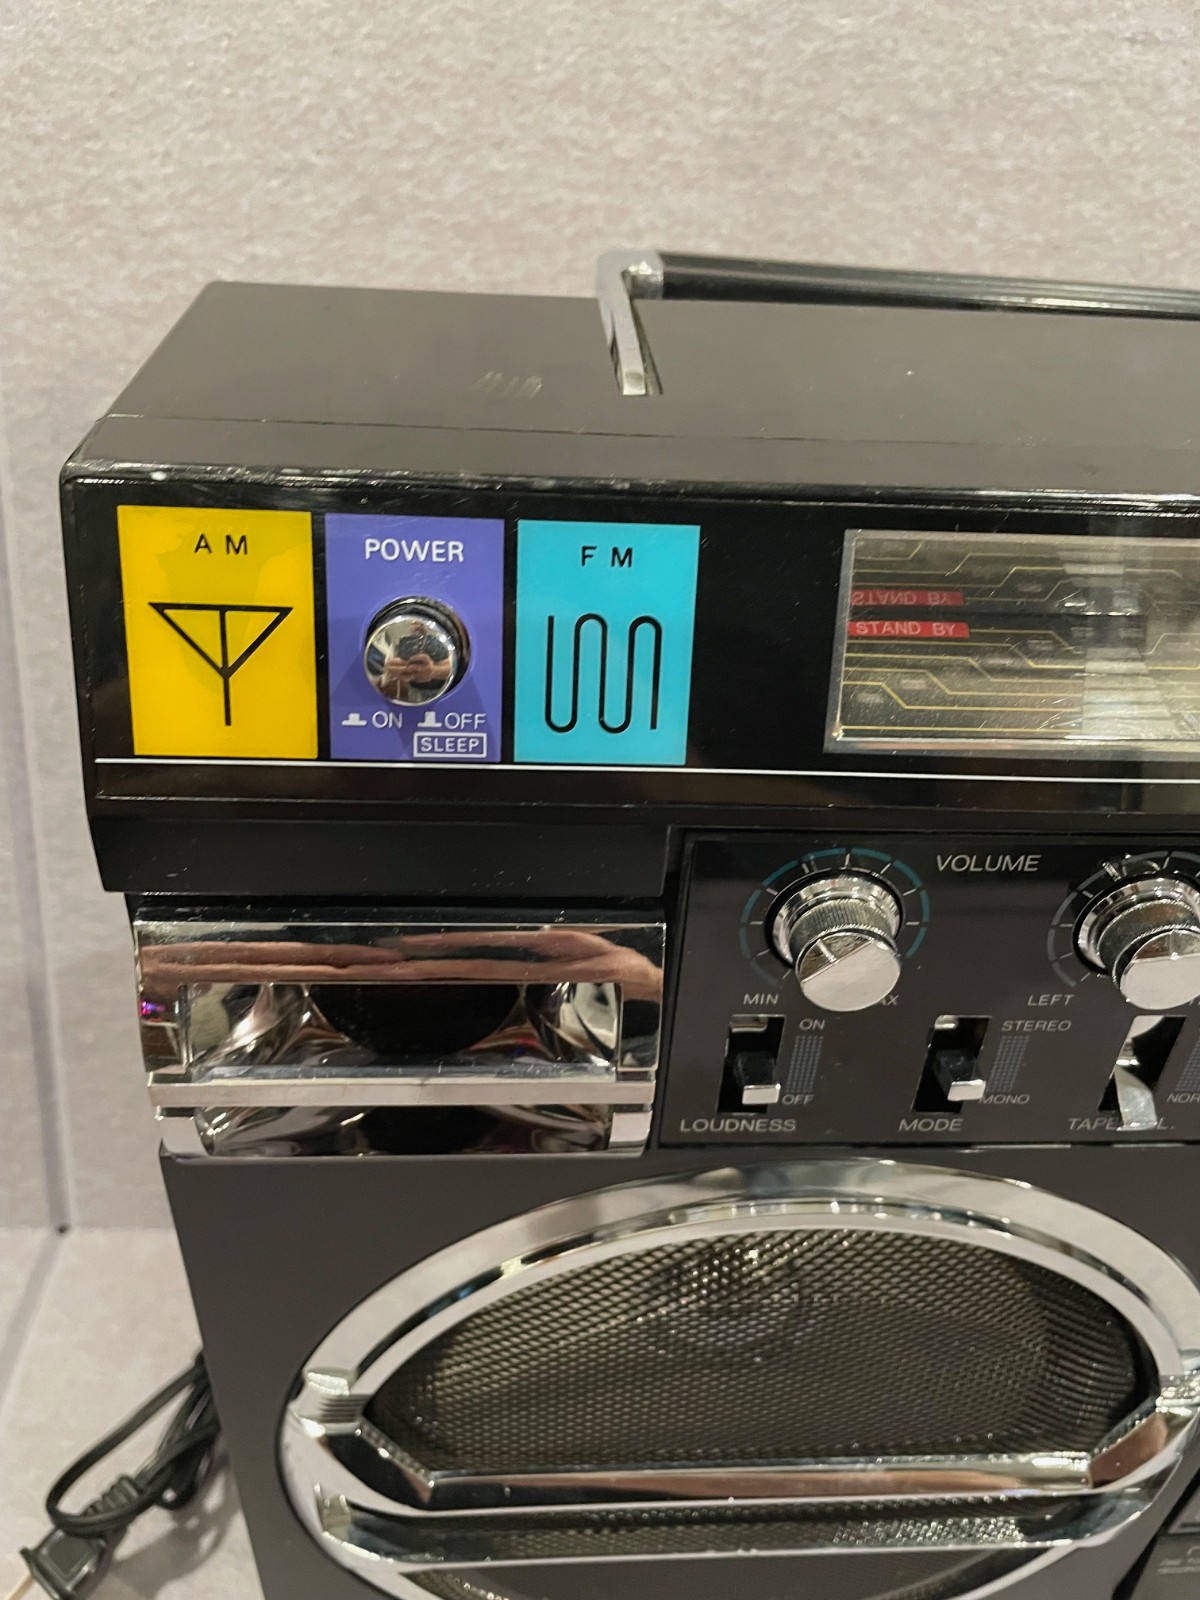 AM
POWER
FM
ON OFF
SLEEP
STAND BY
STAND BY
VOLUME
MIN
LEFT
ON
STEREO
OFF
MONO
LOUDNESS
MODE